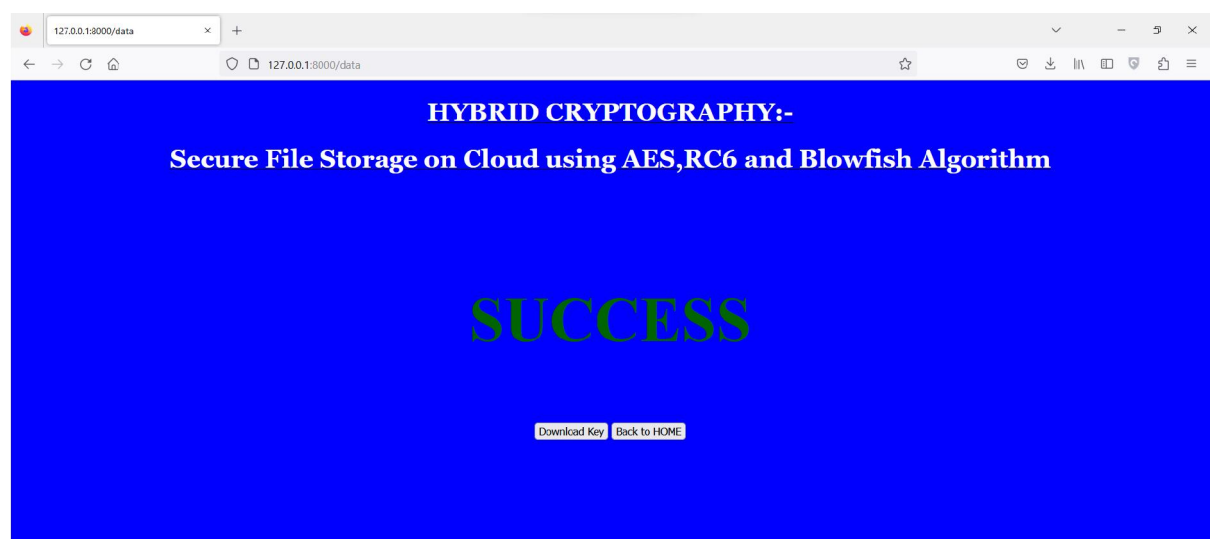 127.0.0.1:8000/data
127.0.0.1:8000/data
HYBRID CRYPTOGRAPHY:-
Secure File Storage on Cloud using AES,RC6 and Blowfish Algorithm
SUCCESS
Download Key Back to HOME